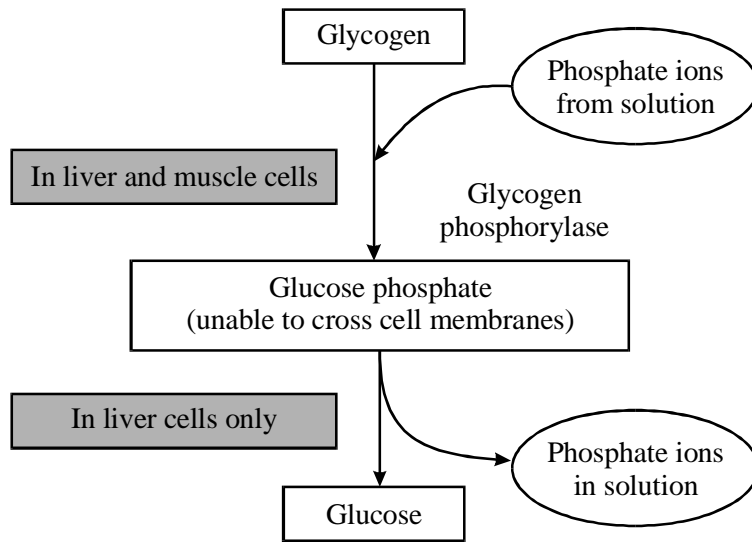 Glycogen
Phosphate ions
from solution
In liver and muscle cells
Glycogen
phosphorylase
Glucose phosphate
(unable to cross cell membranes)
In liver cells only
Phosphate ions
in solution
Glucose